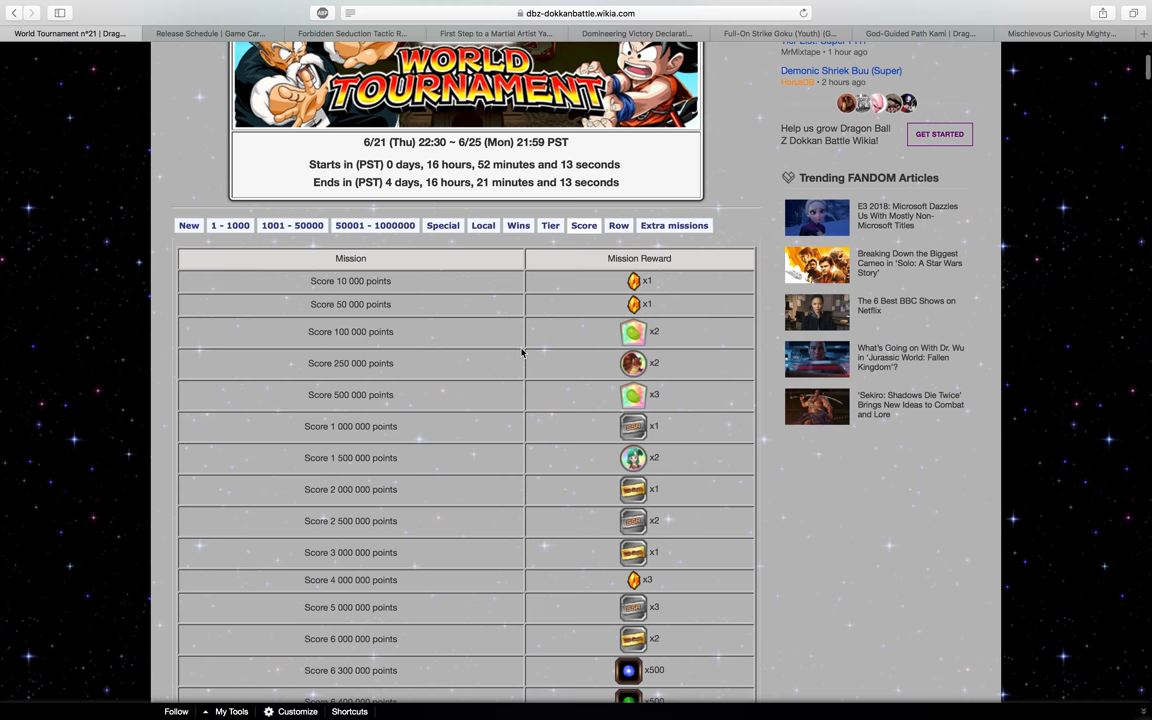 dbz-dokkanbattle.wikia.com
ABP
World Tournament n°21 | Drag...
Release Schedule | Game Car...
Forbidden Seduction Tactic R...
First Step to a Martial Artist Ya...
Domineering Victory Declarati...
Full-On Strike Goku (Youth) (G...
God-Guided Path Kami | Drag...
Mischievous Curiosity Mighty...
WORLD
TOURNAMENT
6/21 (Thu) 22:30 ~ 6/25 (Mon) 21:59 PST
Starts in (PST) 0 days, 16 hours, 52 minutes and 13 seconds
Ends in (PST) 4 days, 16 hours, 21 minutes and 13 seconds
New
1 - 1000
1001 - 50000
50001 - 1000000
Special
Local
Wins
Tier
Score
Row
Extra missions
Mission
Mission Reward
Score 10 000 points
x1
Score 50 000 points
x1
Score 100 000 points
x2
Score 250 000 points
x2
Score 500 000 points
x3
Score 1 000 000 points
x1
Score 1 500 000 points
x2
Score 2 000 000 points
x1
Score 2 500 000 points
x2
Score 3 000 000 points
x1
Score 4 000 000 points
x3
Score 5 000 000 points
x3
Score 6 000 000 points
x2
Score 6 300 000 points
x500
x500
MrMixtape • 1 hour ago
Demonic Shriek Buu (Super)
• 2 hours ago
Help us grow Dragon Ball
Z Dokkan Battle Wikia!
GET STARTED
Trending FANDOM Articles
E3 2018: Microsoft Dazzles
Us With Mostly Non-
Microsoft Titles
Breaking Down the Biggest
Cameo in 'Solo: A Star Wars
Story'
The 6 Best BBC Shows on
Netflix
What's Going on With Dr. Wu
in 'Jurassic World: Fallen
Kingdom'?
'Sekiro: Shadows Die Twice'
Brings New Ideas to Combat
and Lore
Follow
My Tools
Customize
Shortcuts